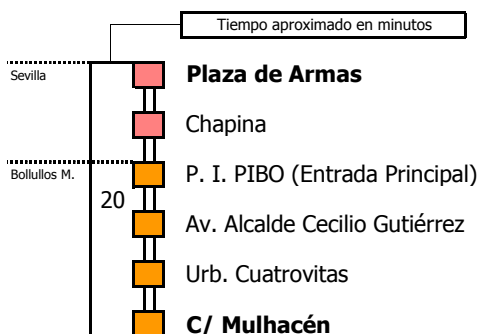 Tiempo aproximado en minutos
Sevilla
Plaza de Armas
Chapina
Bollullos M.
P. I. PIBO (Entrada Principal)
20
Av. Alcalde Cecilio Gutiérrez
Urb. Cuatrovitas
C/ Mulhacén